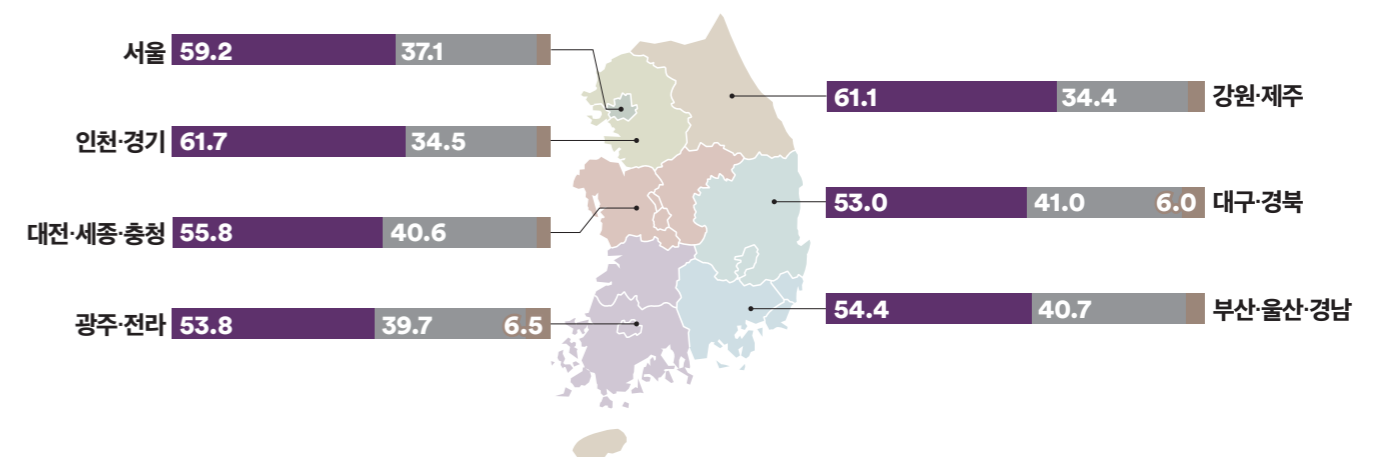 서울 59.2 37.1
인천·경기 61.7 34.5
대전·세종·충청 55.8 40.6
광주·전라 53.8 39.7 6.5
61.1 34.4 강원·제주
53.0 41.0 6.0 대구·경북
54.4 40.7 부산·울산·경남